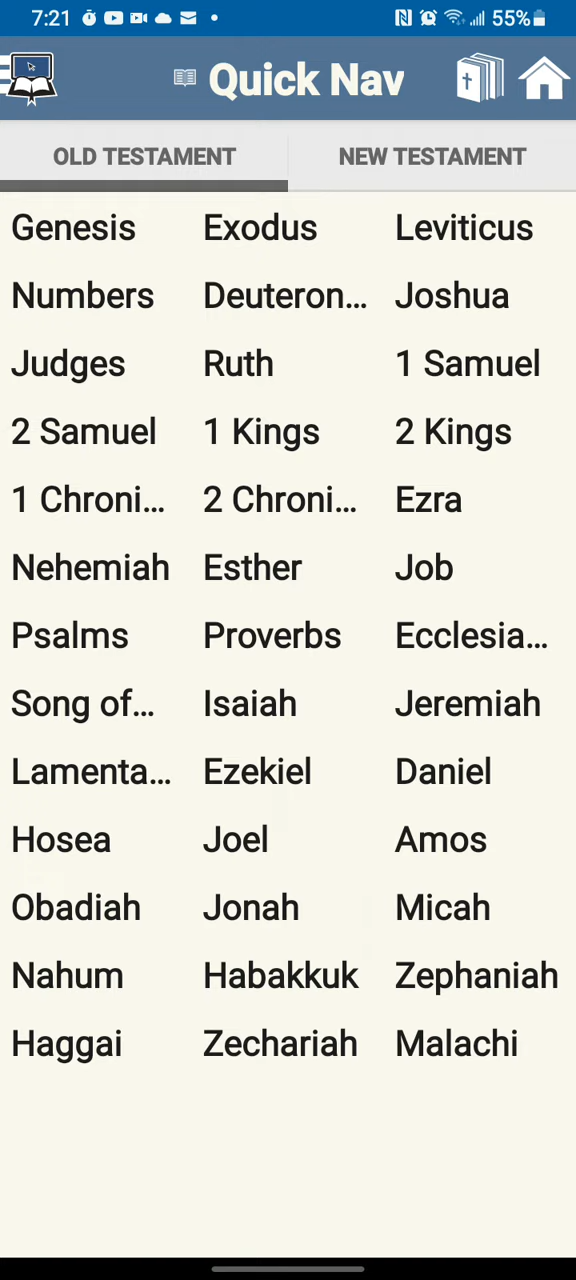 7:21 55%
Quick Nav
OLD TESTAMENT NEW TESTAMENT
Genesis Exodus Leviticus
Numbers Deuteron... Joshua
Judges Ruth 1 Samuel
2 Samuel 1 Kings 2 Kings
1 Chroni... 2 Chroni... Ezra
Nehemiah Esther Job
Psalms Proverbs Ecclesia...
Song of... Isaiah Jeremiah
Lamenta... Ezekiel Daniel
Hosea Joel Amos
Obadiah Jonah Micah
Nahum Habakkuk Zephaniah
Haggai Zechariah Malachi